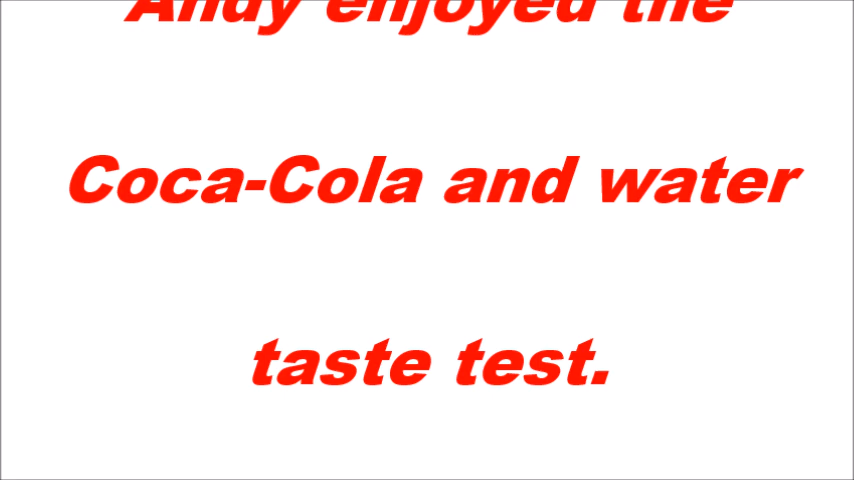 Andy enjoyed the
Coca-Cola and water
taste test.